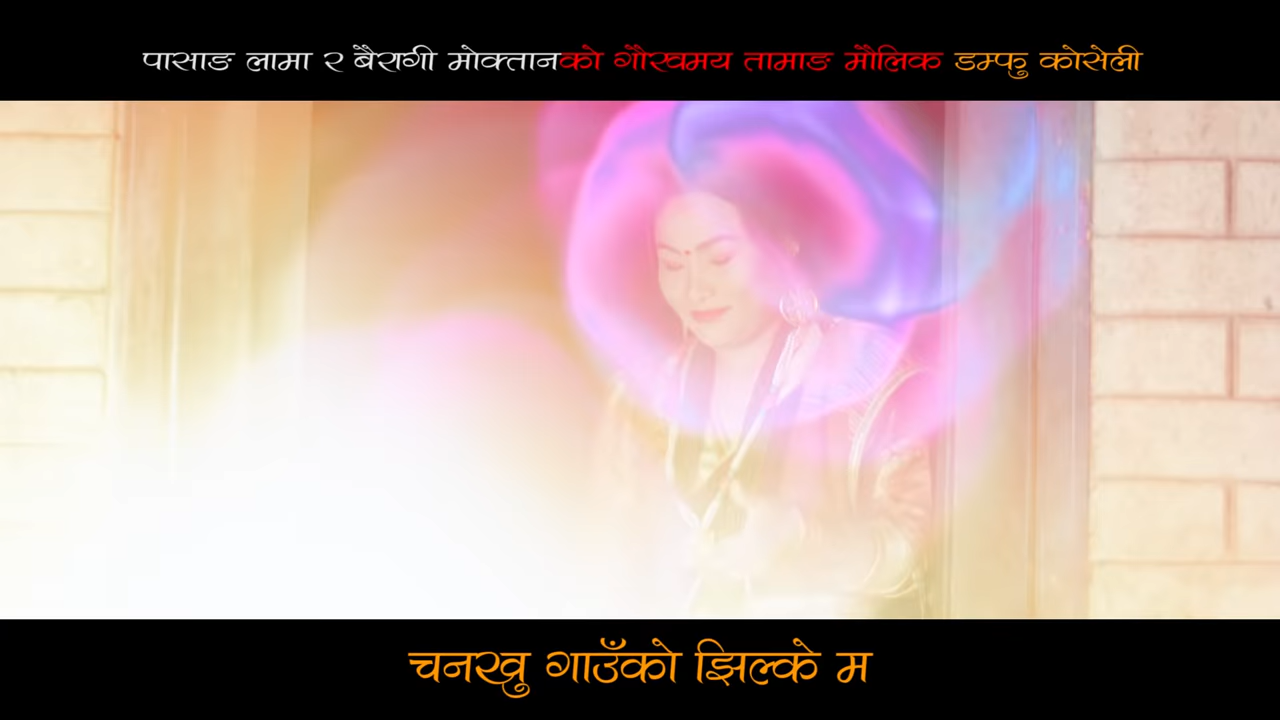 पासाङ लामा र बैरागी मोक्तानको गौरवमय तामाङ मौलिक डम्फु कोसेली
चनखु गाउँको झिल्के म